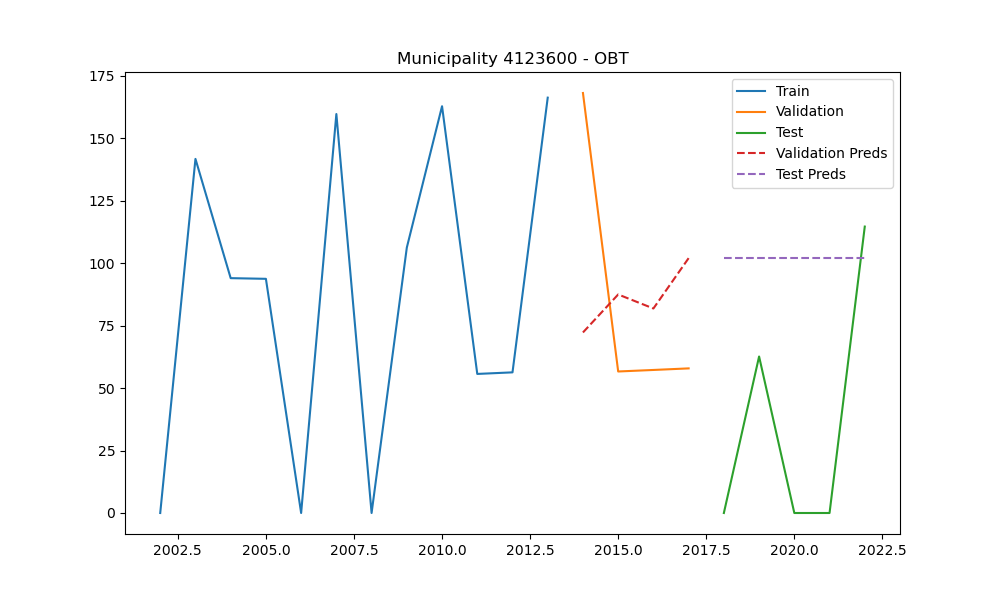 Municipality 4123600 - OBT
175
150
125
100
75
50
25
0
Train
Validation
Test
Validation Preds
Test Preds
2002.5 2005.0 2007.5 2010.0 2012.5 2015.0 2017.5 2020.0 2022.5